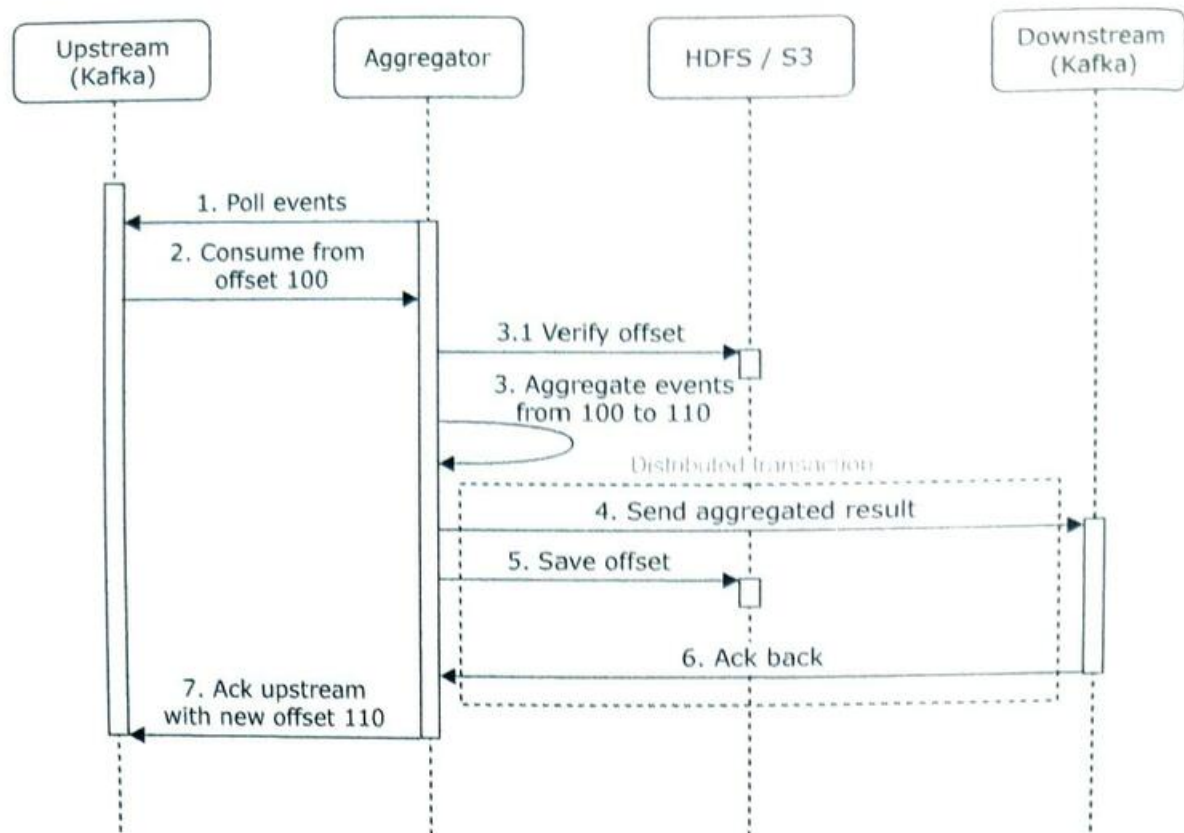 Upstream
(Kafka)
Aggregator
HDFS / S3
Downstream
(Kafka)
1. Poll events
2. Consume from
offset 100
3.1 Verify offset
3. Aggregate events
from 100 to 110
Distributed transaction
4. Send aggregated result
5. Save offset
6. Ack back
7. Ack upstream
with new offset 110